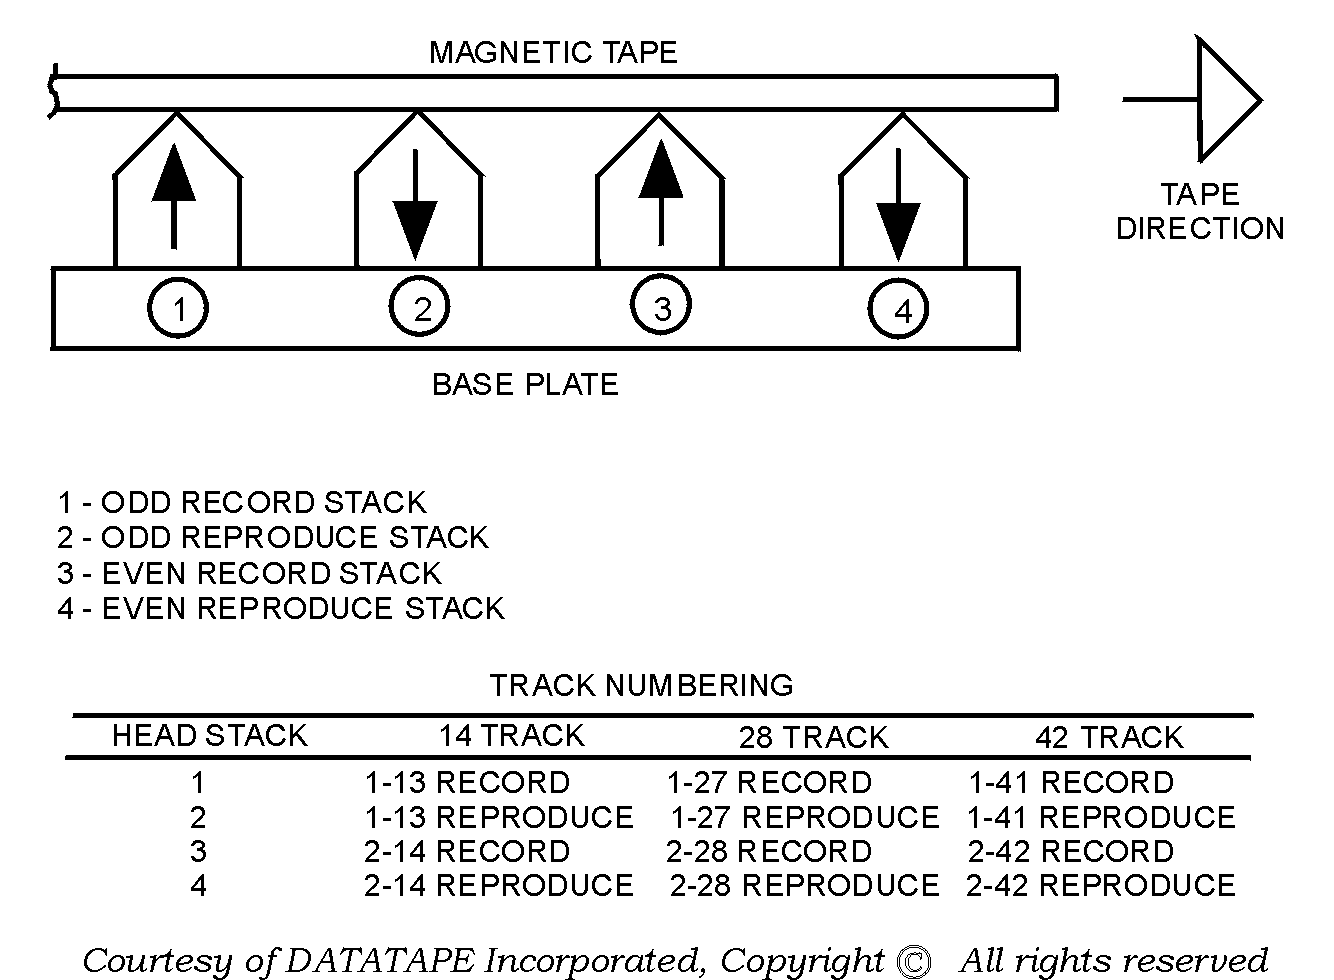 MAGNETIC TAPE
TAPE
DIRECTION
1 2 3 4
BASE PLATE
1 - ODD RECORD STACK
2 - ODD REPRODUCE STACK
3 - EVEN RECORD STACK
4 - EVEN REPRODUCE STACK
TRACK NUMBERING
HEAD STACK 14 TRACK 28 TRACK 42 TRACK
1 1-13 RECORD 1-27 RECORD 1-41 RECORD
2 1-13 REPRODUCE 1-27 REPRODUCE 1-41 REPRODUCE
3 2-14 RECORD 2-28 RECORD 2-42 RECORD
4 2-14 REPRODUCE 2-28 REPRODUCE 2-42 REPRODUCE
Courtesy of DATATAPE Incorporated, Copyright © All rights reserved